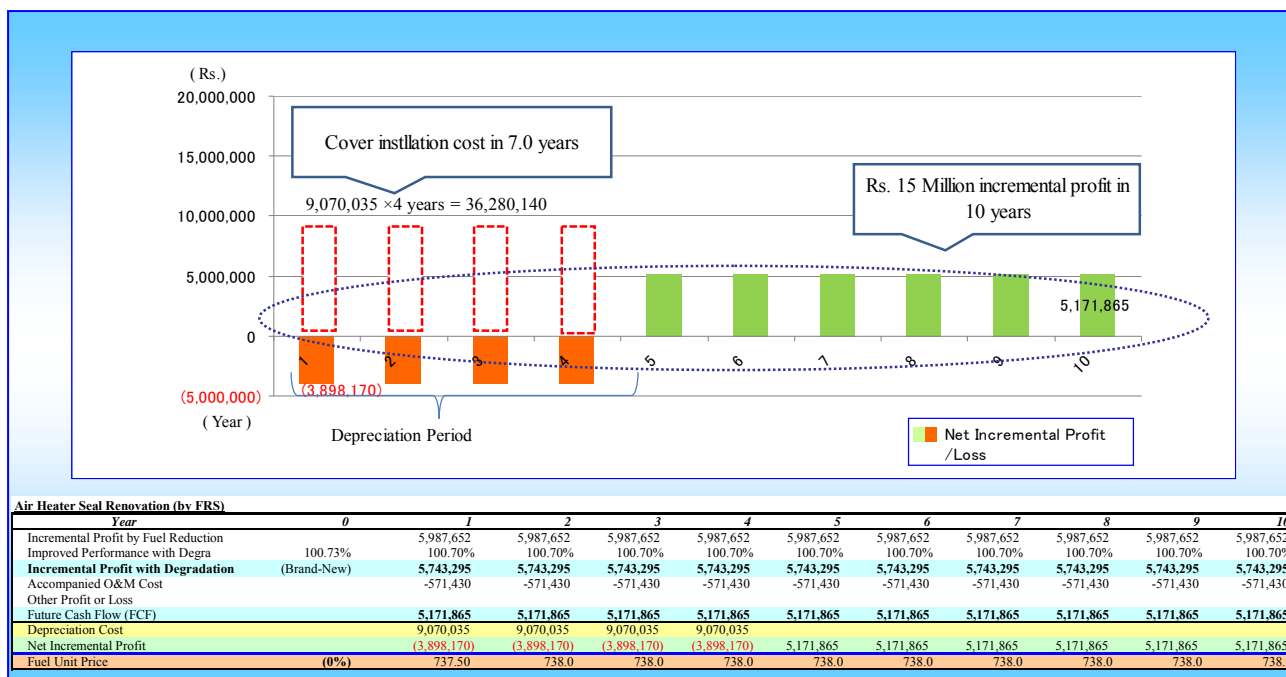 ( Rs.)
20,000,000
15,000,000
10,000,000
5,000,000
0
(5,000,000)
( Year )
Cover instllation cost in 7.0 years
9,070,035 ×4 years = 36,280,140
Rs. 15 Million incremental profit in
10 years
5,171,865
1 2 3 4 5 6 7 8 9 10
(3,898,170)
Depreciation Period
Net Incremental Profit
/Loss
Air Heater Seal Renovation (by FRS)
Year 0 1 2 3 4 5 6 7 8 9 10
Incremental Profit by Fuel Reduction 5,987,652 5,987,652 5,987,652 5,987,652 5,987,652 5,987,652 5,987,652 5,987,652 5,987,652 5,987,652
Improved Performance with Degra 100.73% 100.70% 100.70% 100.70% 100.70% 100.70% 100.70% 100.70% 100.70% 100.70% 100.70%
Incremental Profit with Degradation (Brand-New) 5,743,295 5,743,295 5,743,295 5,743,295 5,743,295 5,743,295 5,743,295 5,743,295 5,743,295 5,743,295
Accompanied O&M Cost -571,430 -571,430 -571,430 -571,430 -571,430 -571,430 -571,430 -571,430 -571,430 -571,430
Other Profit or Loss
Future Cash Flow (FCF) 5,171,865 5,171,865 5,171,865 5,171,865 5,171,865 5,171,865 5,171,865 5,171,865 5,171,865 5,171,865
Depreciation Cost 9,070,035 9,070,035 9,070,035 9,070,035
Net Incremental Profit (3,898,170) (3,898,170) (3,898,170) (3,898,170) 5,171,865 5,171,865 5,171,865 5,171,865 5,171,865 5,171,865
Fuel Unit Price (0%) 737.50 738.0 738.0 738.0 738.0 738.0 738.0 738.0 738.0 738.